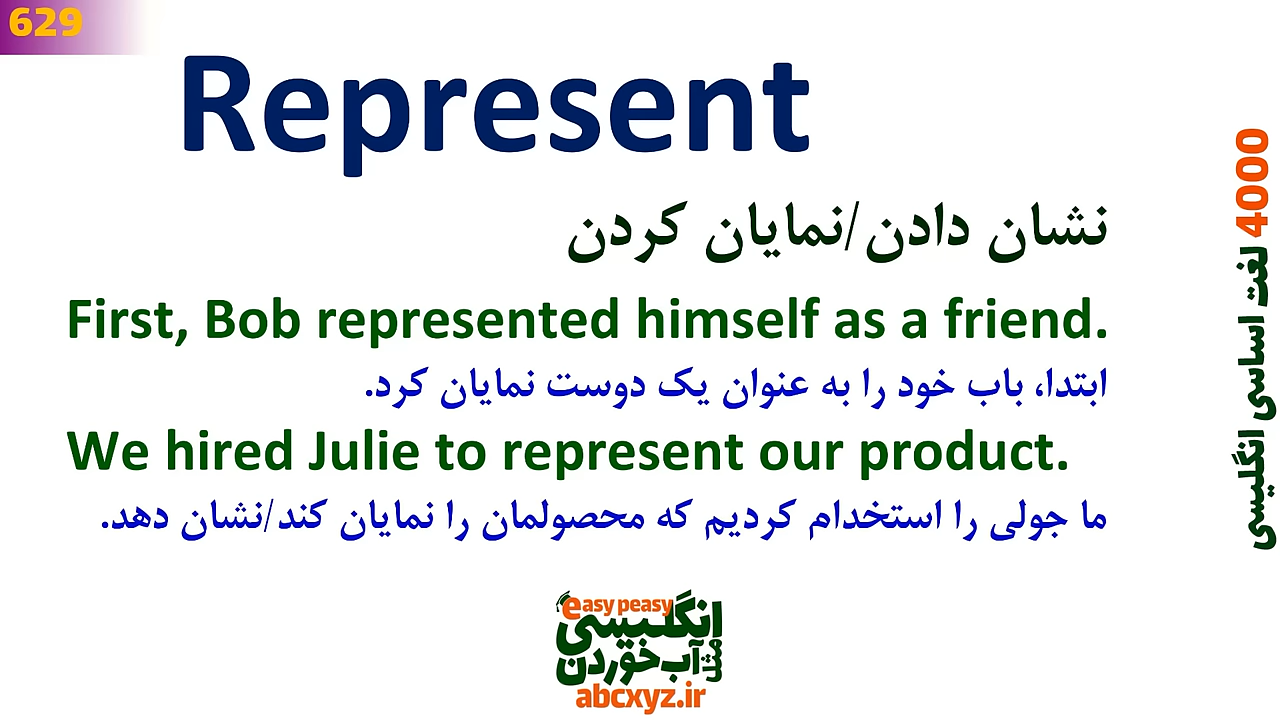 629
Represent
نشان دادن/نمایان کردن
First, Bob represented himself as a friend.
ابتدا، باب خود را به عنوان یک دوست نمایان کرد.
We hired Julie to represent our product.
ما جولی را استخدام کردیم که محصولمان را نمایان کند/نشان دهد.
4000 لغت اساسی انگلیسی
easy peasy
انگلیسی
مثل آب خوردن
abcxyz.ir